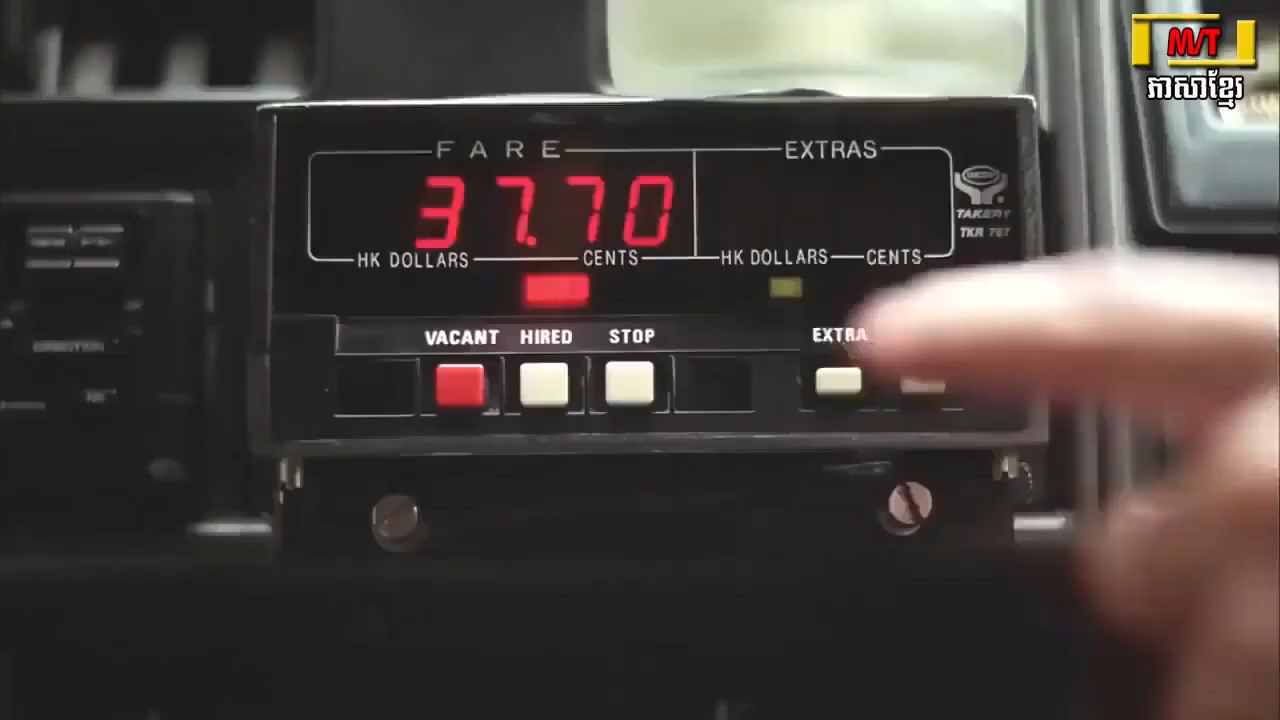 M/T
ភាសាខ្មែរ
FARE EXTRAS
37.70
TAKERY
TKR 787
HK DOLLARS CENTS HK DOLLARS CENTS
VACANT HIRED STOP EXTRA